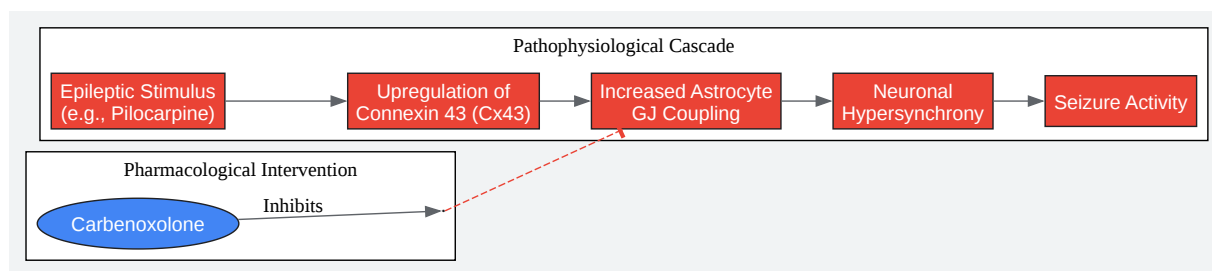 Pathophysiological Cascade
Epileptic Stimulus
(e.g., Pilocarpine)
Upregulation of
Connexin 43 (Cx43)
Increased Astrocyte
GJ Coupling
Neuronal
Hypersynchrony
Seizure Activity
Pharmacological Intervention
Carbenoxolone
Inhibits